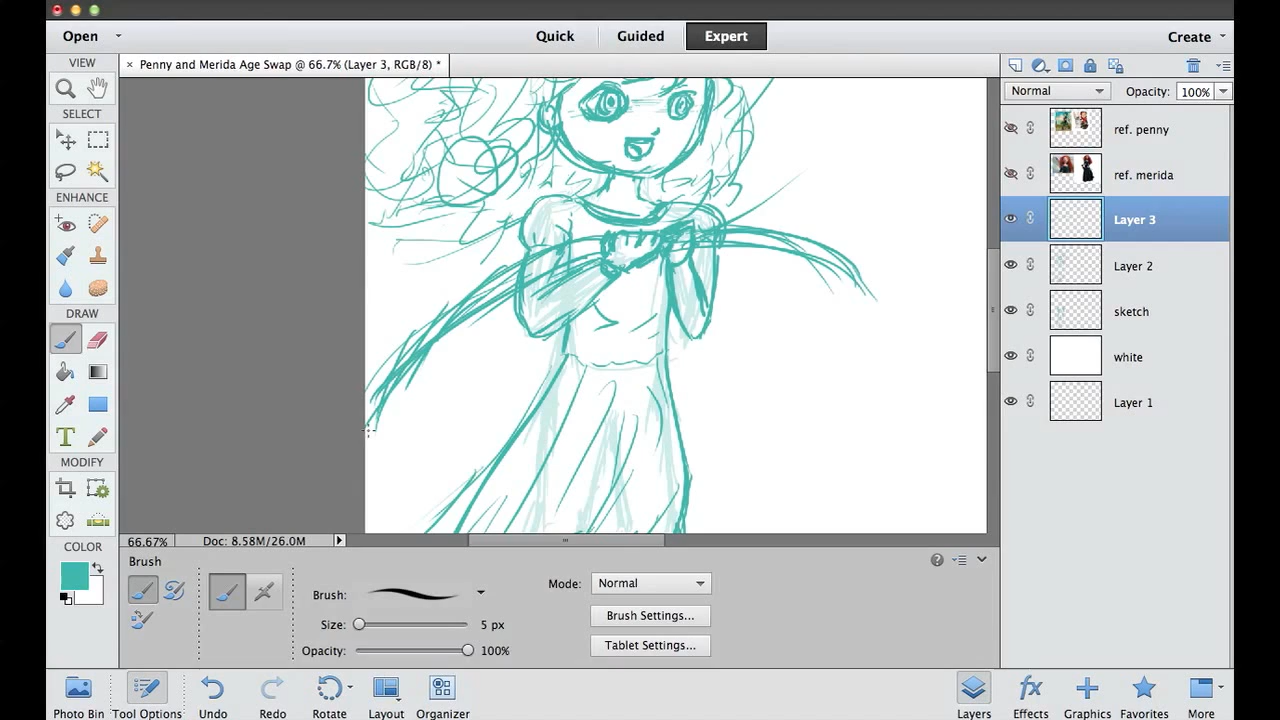 Open
Quick
Guided
Expert
Create
VIEW
× Penny and Merida Age Swap @ 66.7% (Layer 3, RGB/8) *
Normal
Opacity: 100%
SELECT
ref. penny
ref. merida
ENHANCE
Layer 3
Layer 2
DRAW
sketch
white
Layer 1
T
MODIFY
66.67%
Doc: 8.58M/26.0M
COLOR
Brush
Brush:
Mode: Normal
Size: 5 px
Brush Settings...
Opacity: 100%
Tablet Settings...
Photo Bin
Tool Options
Undo
Redo
Rotate
Layout
Organizer
Layers
fx
Effects
Graphics
Favorites
More